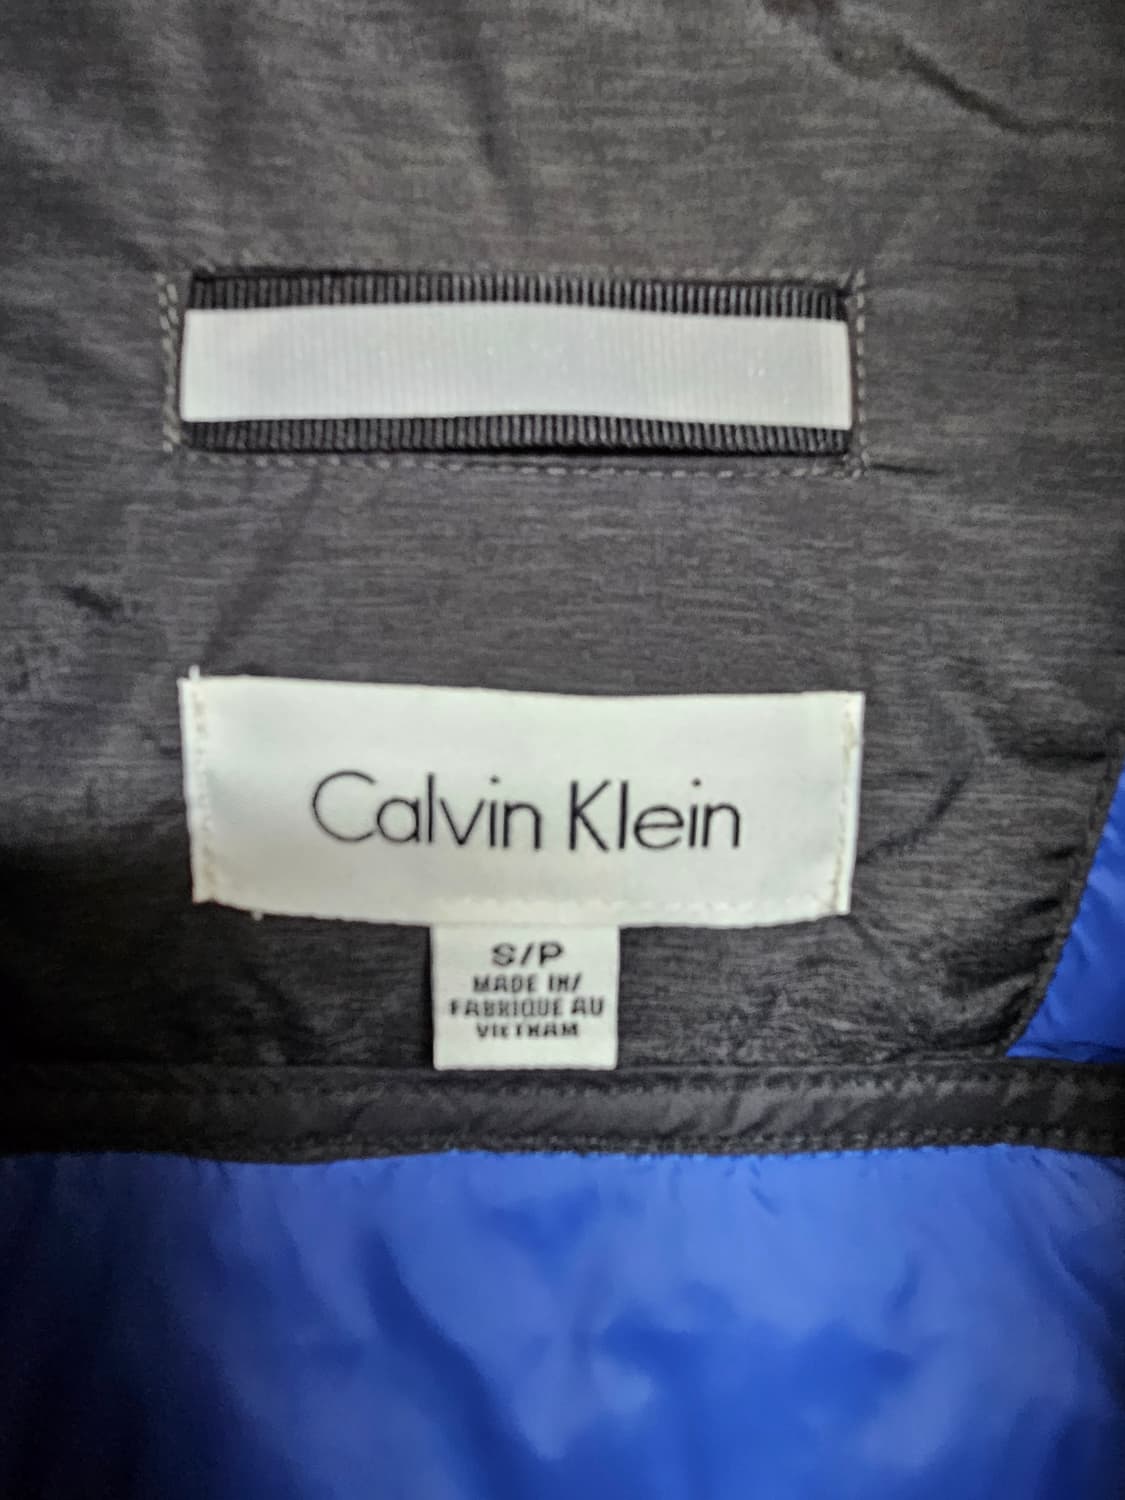 Calvin Klein
S/P
MADE IN/
FABRIQUE AU
VIETNAM